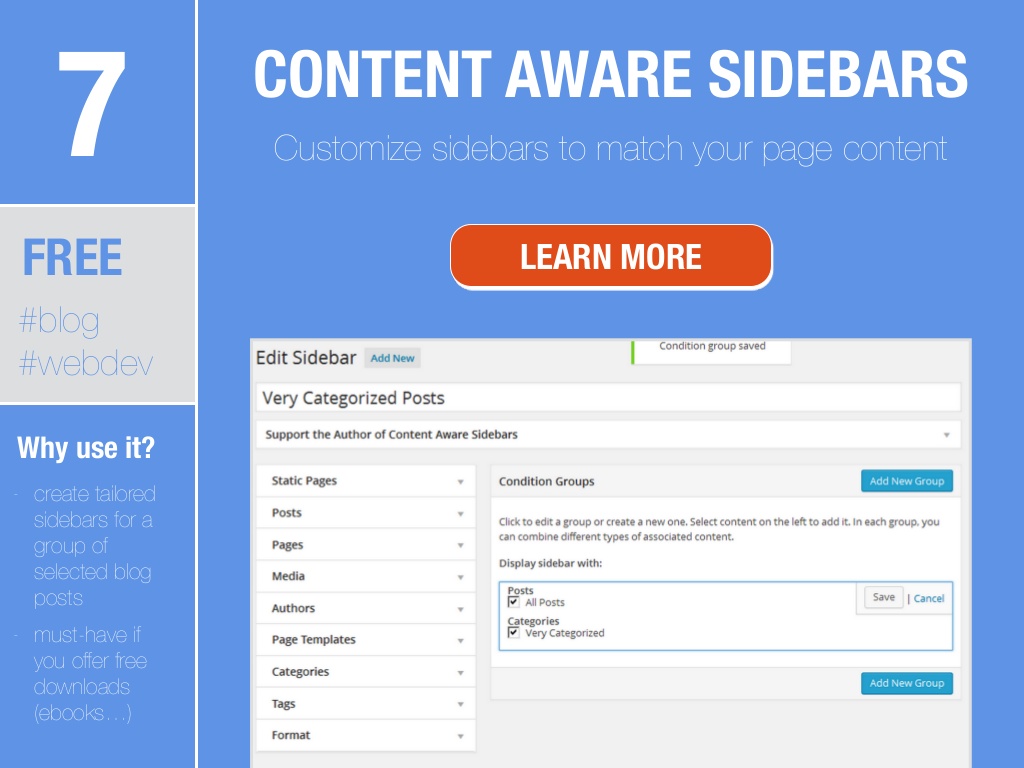 7
FREE
#blog
#webdev
Why use it?
- create tailored
sidebars for a
group of
selected blog
posts
- must-have if
you offer free
downloads
(ebooks...)
CONTENT AWARE SIDEBARS
Customize sidebars to match your page content
LEARN MORE
Edit Sidebar Add New
Condition group saved
Very Categorized Posts
Support the Author of Content Aware Sidebars
Static Pages
Posts
Pages
Media
Authors
Page Templates
Categories
Tags
Format
Condition Groups Add New Group
Click to edit a group or create a new one. Select content on the left to add it. In each group, you
can combine different types of associated content.
Display sidebar with:
Posts
All Posts
Save | Cancel
Categories
Very Categorized
Add New Group